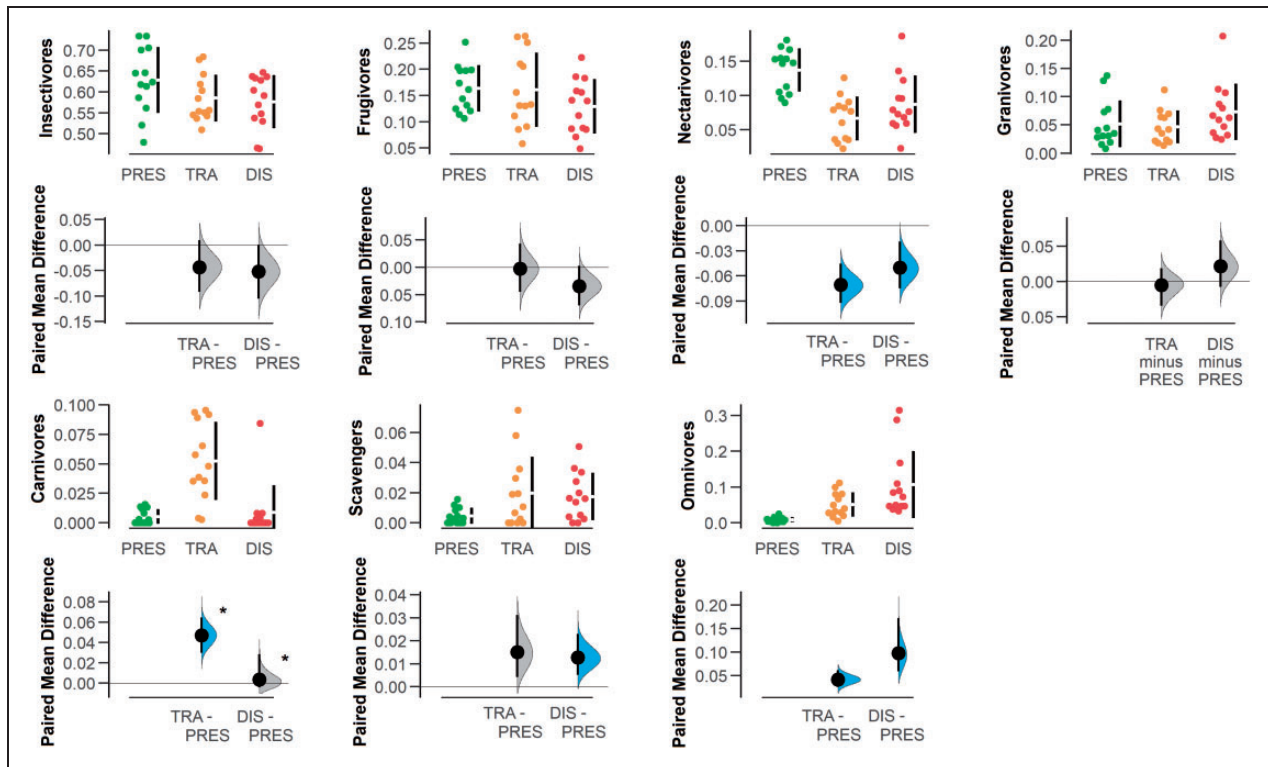 Insectivores
0.70
0.65
0.60
0.55
0.50
PRES TRA DIS
Frugivores
0.25
0.20
0.15
0.10
0.05
PRES TRA DIS
Nectarivores
0.15
0.10
0.05
PRES TRA DIS
Granivores
0.20
0.15
0.10
0.05
0.00
PRES TRA DIS
Paired Mean Difference
0.05
0.00
-0.05
-0.10
-0.15
TRA - DIS -
PRES PRES
Paired Mean Difference
0.05
0.00
0.05
0.10
TRA - DIS -
PRES PRES
Paired Mean Difference
0.00
-0.03
-0.06
-0.09
TRA - DIS -
PRES PRES
Paired Mean Difference
0.05
0.00
0.05
TRA DIS
minus minus
PRES PRES
Carnivores
0.100
0.075
0.050
0.025
0.000
PRES TRA DIS
Scavengers
0.06
0.04
0.02
0.00
PRES TRA DIS
Omnivores
0.3
0.2
0.1
0.0
PRES TRA DIS
Paired Mean Difference
0.08
0.06
0.04
0.02
0.00
* *
TRA - DIS -
PRES PRES
Paired Mean Difference
0.04
0.03
0.02
0.01
0.00
TRA - DIS -
PRES PRES
Paired Mean Difference
0.20
0.15
0.10
0.05
TRA - DIS -
PRES PRES